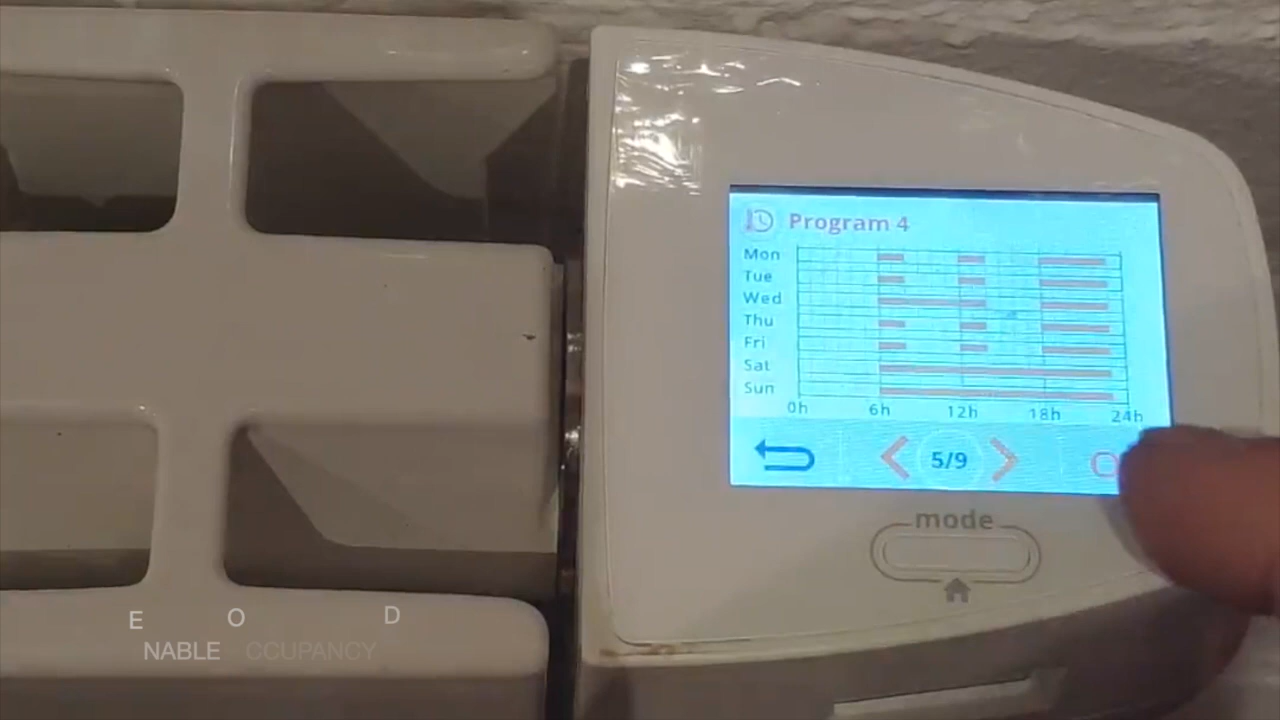 Program 4
Mon
Tue
Wed
Thu
Fri
Sat
Sun
0h 6h 12h 18h 24h
5/9
mode
E O D
NABLE CCUPANCY